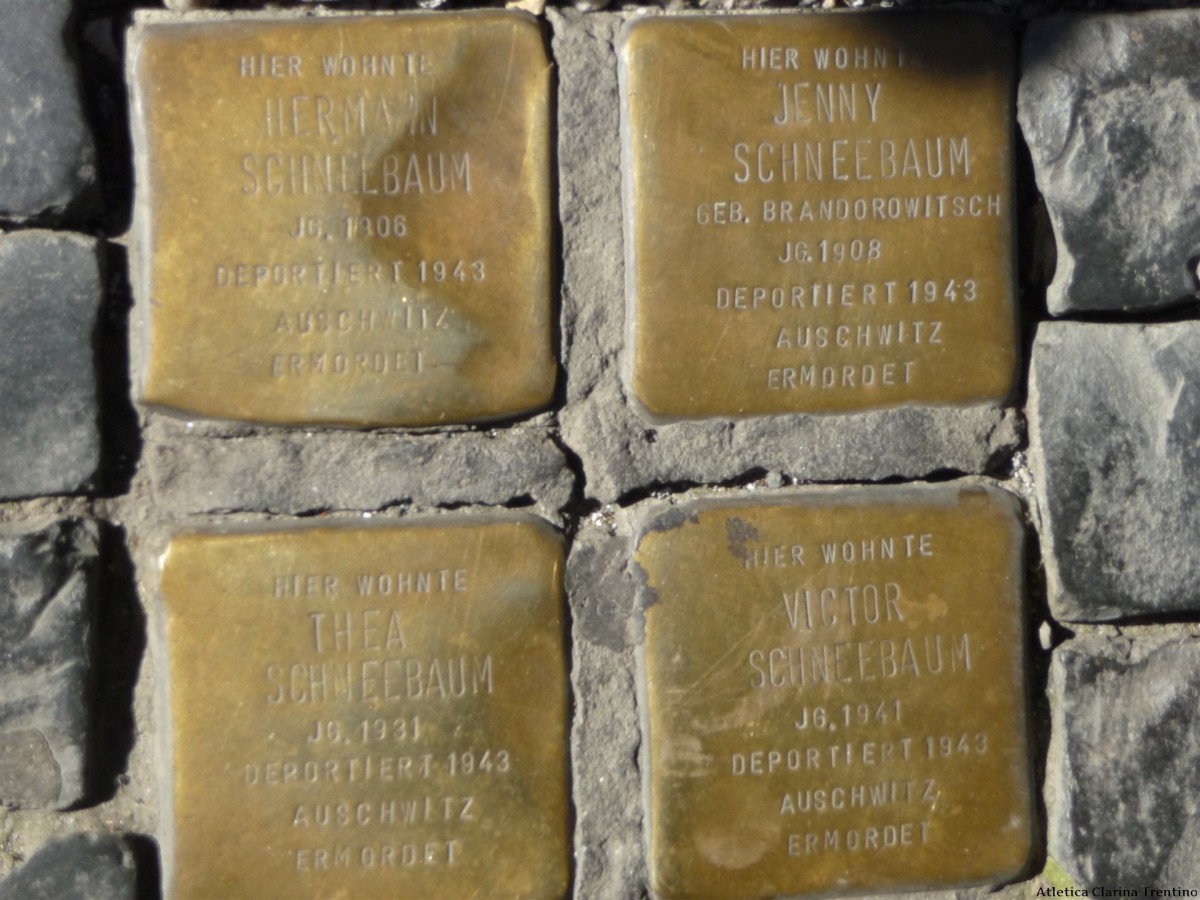 HIER WOHNTE
HERMANN
SCHNEEBAUM
JG. 1906
DEPORTIERT 1943
AUSCHWITZ
ERMORDET
HIER WOHNTE
JENNY
SCHNEEBAUM
GEB. BRANDOROWITSCH
JG. 1908
DEPORTIERT 1943
AUSCHWITZ
ERMORDET
HIER WOHNTE
THEA
SCHNEEBAUM
JG. 1931
DEPORTIERT 1943
AUSCHWITZ
ERMORDET
HIER WOHNTE
VICTOR
SCHNEEBAUM
JG. 1941
DEPORTIERT 1943
AUSCHWITZ
ERMORDET
Atletica Clarina Trentino